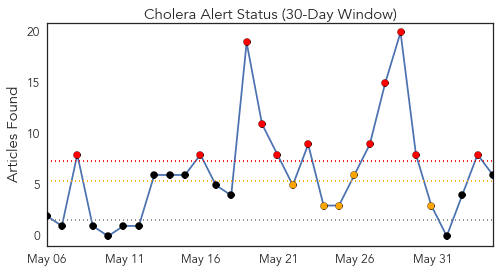 Cholera Alert Status (30-Day Window)
Articles Found
20
15
10
5
0
May 06 May 11 May 16 May 21 May 26 May 31